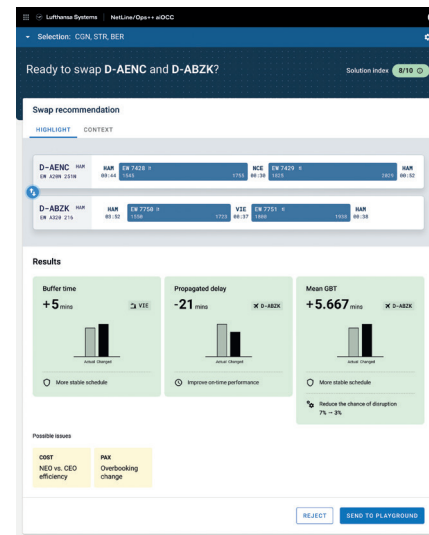 Lufthansa Systems | NetLine/Ops++ aiOCC
Selection: CGN, STR, BER
Ready to swap D-AENC and D-ABZK?
Solution index 8/10
Swap recommendation
HIGHLIGHT CONTEXT
D-AENC HAM HAM EW 7428 NCE EW 7429 HAM
EW A20N 00:44 1545 1755 00:30 1825 2029 00:52
D-ABZK HAM HAM EW 7750 VIE EW 7751 HAM
EW A320 216 00:52 1550 1723 00:37 1800 1938 00:38
Results
Buffer time
+5 mins VIE
Actual Changed
More stable schedule
Propagated delay
-21 mins D-ABZK
Actual Changed
Improve on-time performance
Mean GBT
+5.667 mins D-ABZK
Actual Changed
More stable schedule
Reduce the chance of disruption
7% → 3%
Possible issues
COST
NEO vs. CEO
efficiency
PAX
Overbooking
change
REJECT SEND TO PLAYGROUND